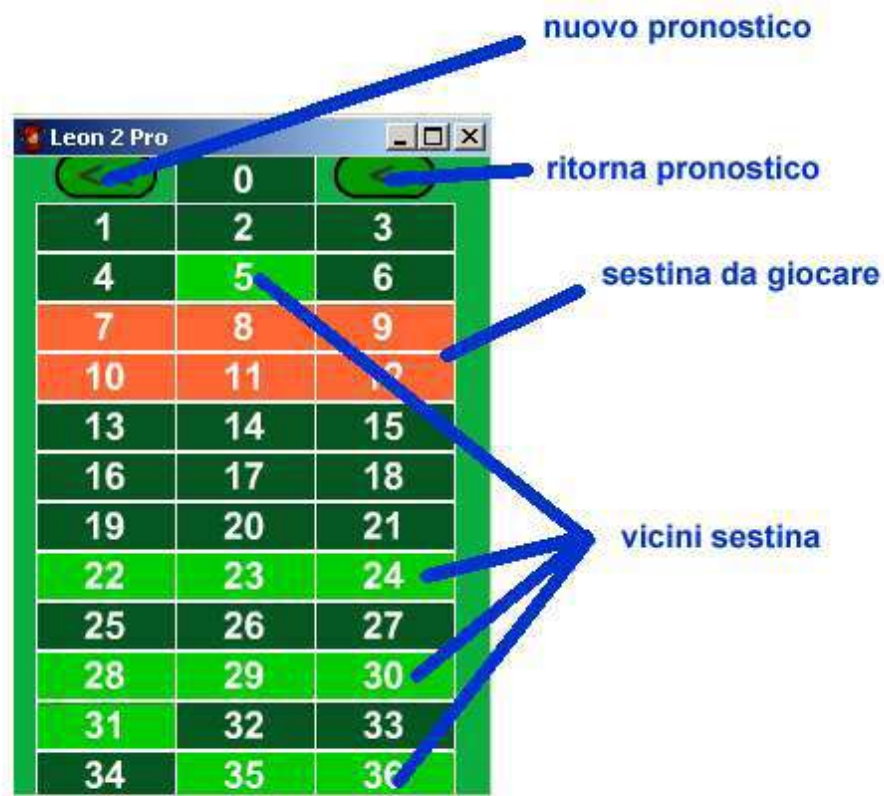 nuovo pronostico
Leon 2 Pro
<< 0 <
ritorna pronostico
1 2 3
4 5 6
sestina da giocare
7 8 9
10 11 12
13 14 15
16 17 18
19 20 21
vicini sestina
22 23 24
25 26 27
28 29 30
31 32 33
34 35 36